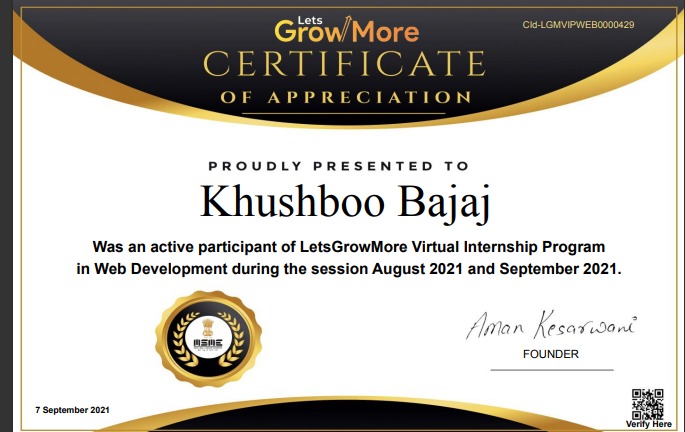 Lets
GrowMore
CId-LGMVIPWEB0000429
CERTIFICATE
OF APPRECIATION
PROUDLY PRESENTED TO
Khushboo Bajaj
Was an active participant of LetsGrowMore Virtual Internship Program
in Web Development during the session August 2021 and September 2021.
MSME
Aman Kesarwani
FOUNDER
7 September 2021
Verify Here